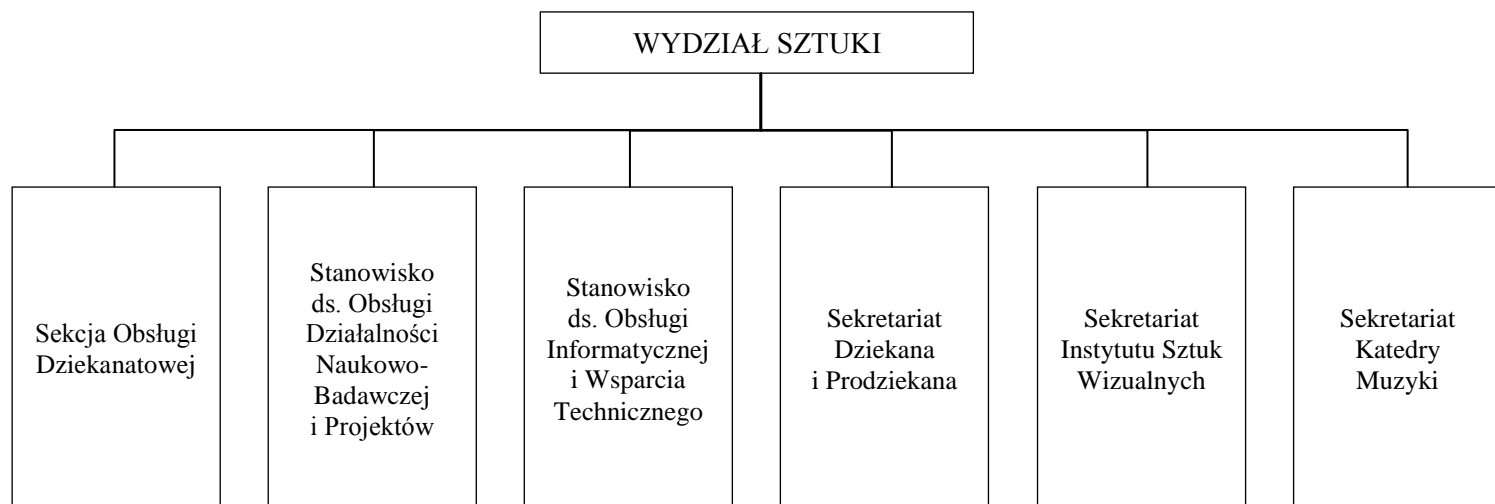 WYDZIAŁ SZTUKI
Sekcja Obsługi
Dziekanatowej
Stanowisko
ds. Obsługi
Działalności
Naukowo-
Badawczej
i Projektów
Stanowisko
ds. Obsługi
Informatycznej
i Wsparcia
Technicznego
Sekretariat
Dziekana
i Prodziekana
Sekretariat
Instytutu Sztuk
Wizualnych
Sekretariat
Katedry
Muzyki